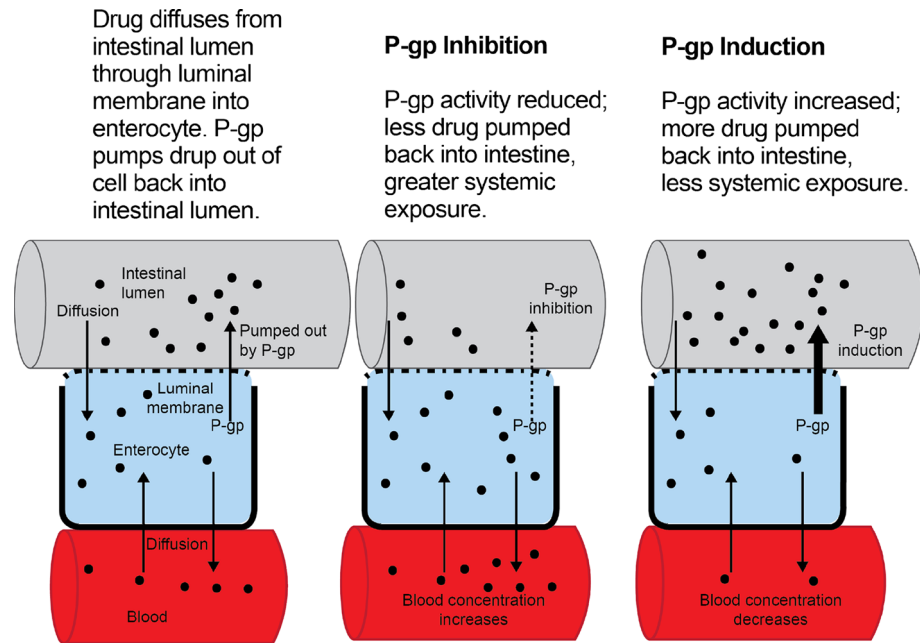 Drug diffuses from
intestinal lumen
through luminal
membrane into
enterocyte. P-gp
pumps drup out of
cell back into
intestinal lumen.
P-gp Inhibition
P-gp activity reduced;
less drug pumped
back into intestine,
greater systemic
exposure.
P-gp Induction
P-gp activity increased;
more drug pumped
back into intestine,
less systemic exposure.
Intestinal
lumen
Diffusion
Pumped out
by P-gp
Luminal
membrane
P-gp
Enterocyte
Diffusion
Blood
P-gp
inhibition
P-gp
Blood concentration
increases
P-gp
induction
P-gp
Blood concentration
decreases